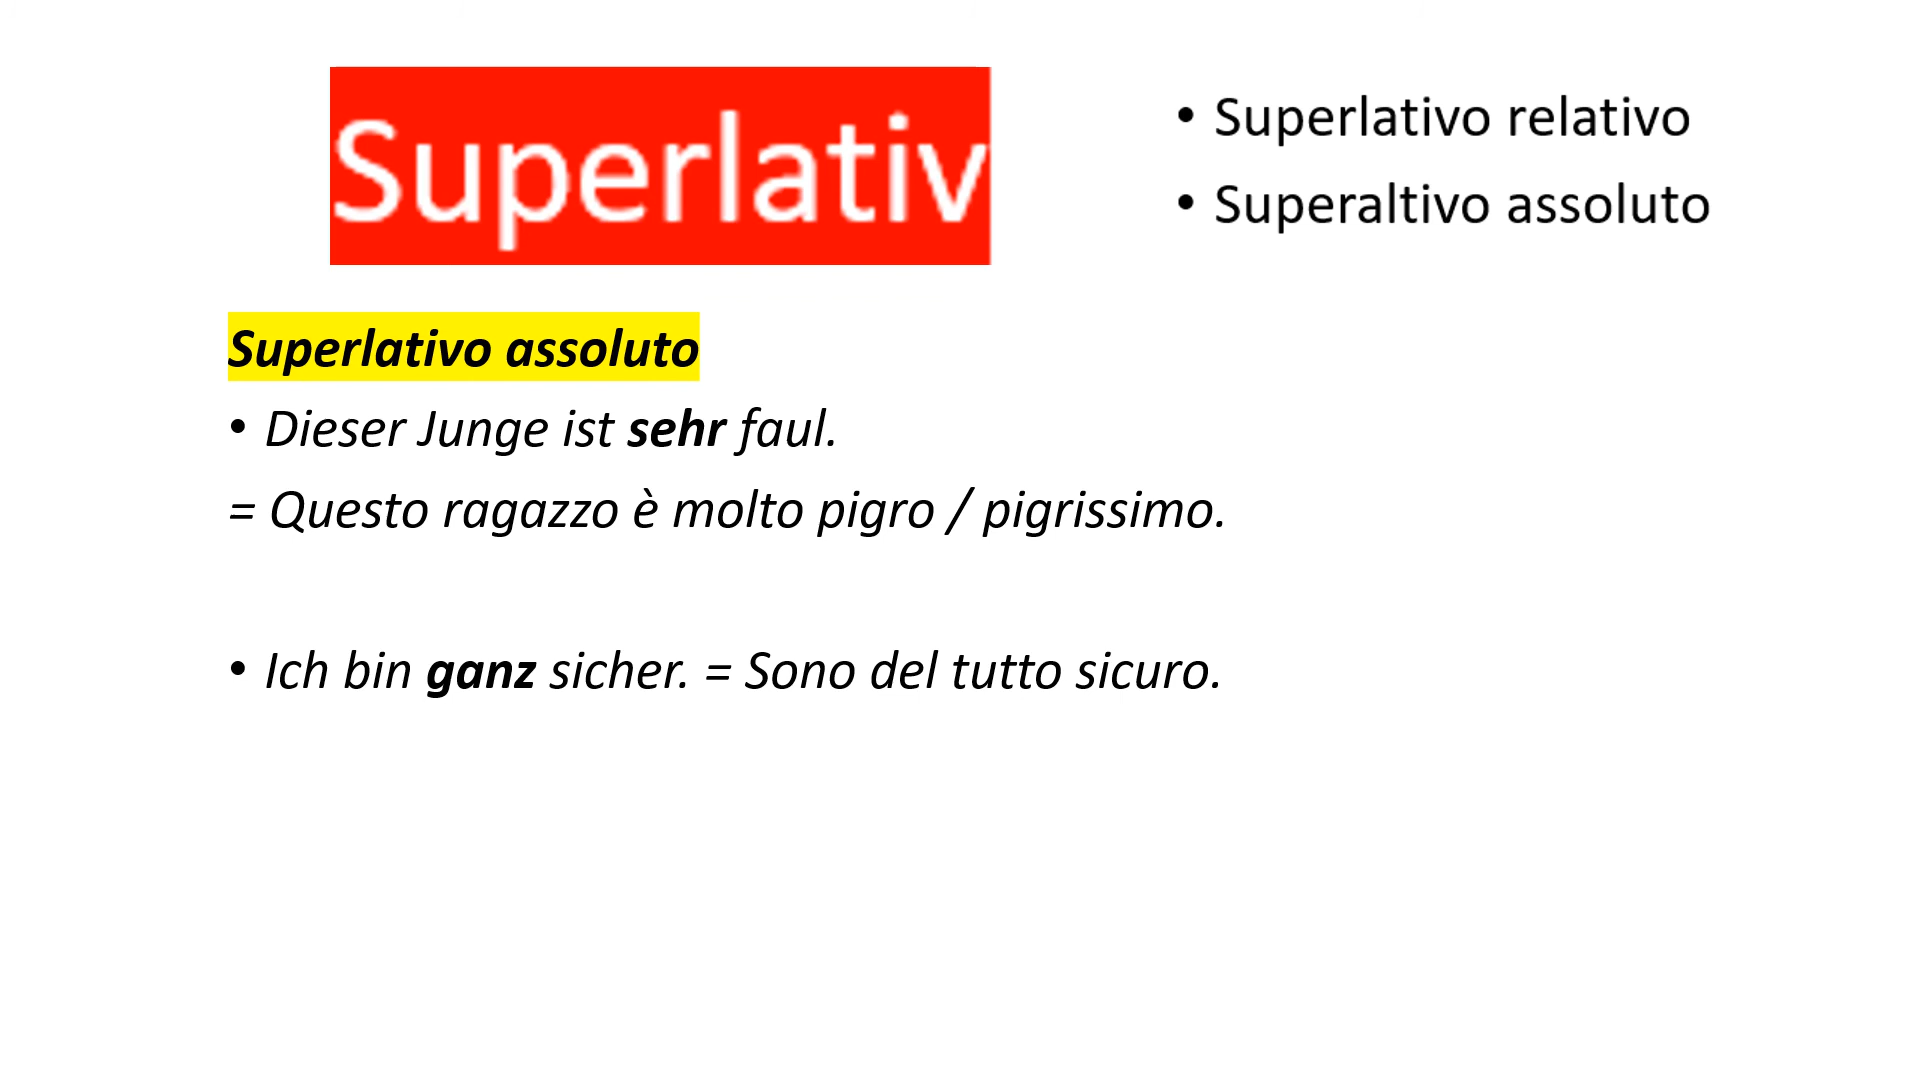 Superlativ
• Superlativo relativo
• Superaltivo assoluto
Superlativo assoluto
• Dieser Junge ist sehr faul.
= Questo ragazzo è molto pigro / pigrissimo.
• Ich bin ganz sicher. = Sono del tutto sicuro.